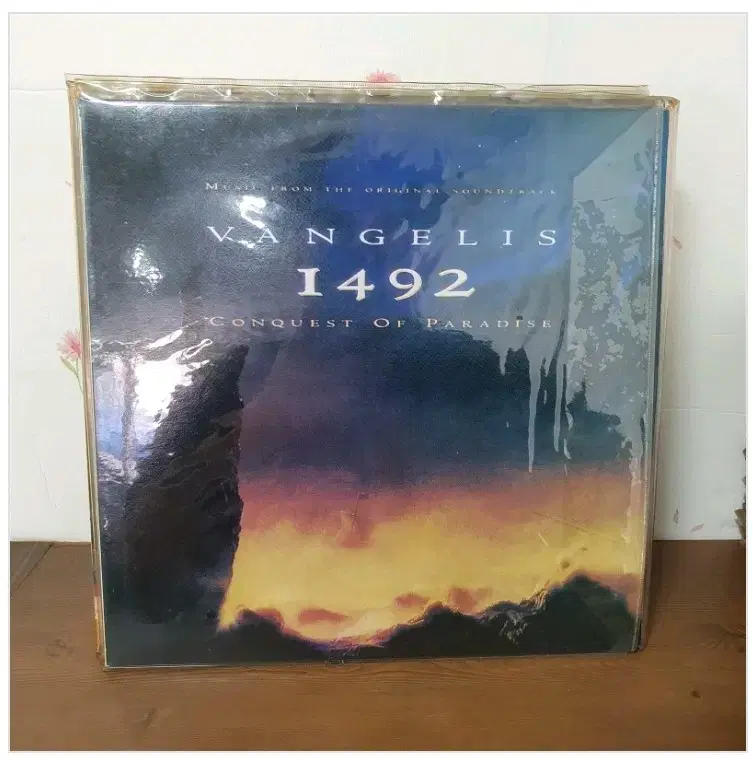 MUSIC FROM THE ORIGINAL SOUNDTRACK
VANGELIS
1492
CONQUEST OF PARADISE